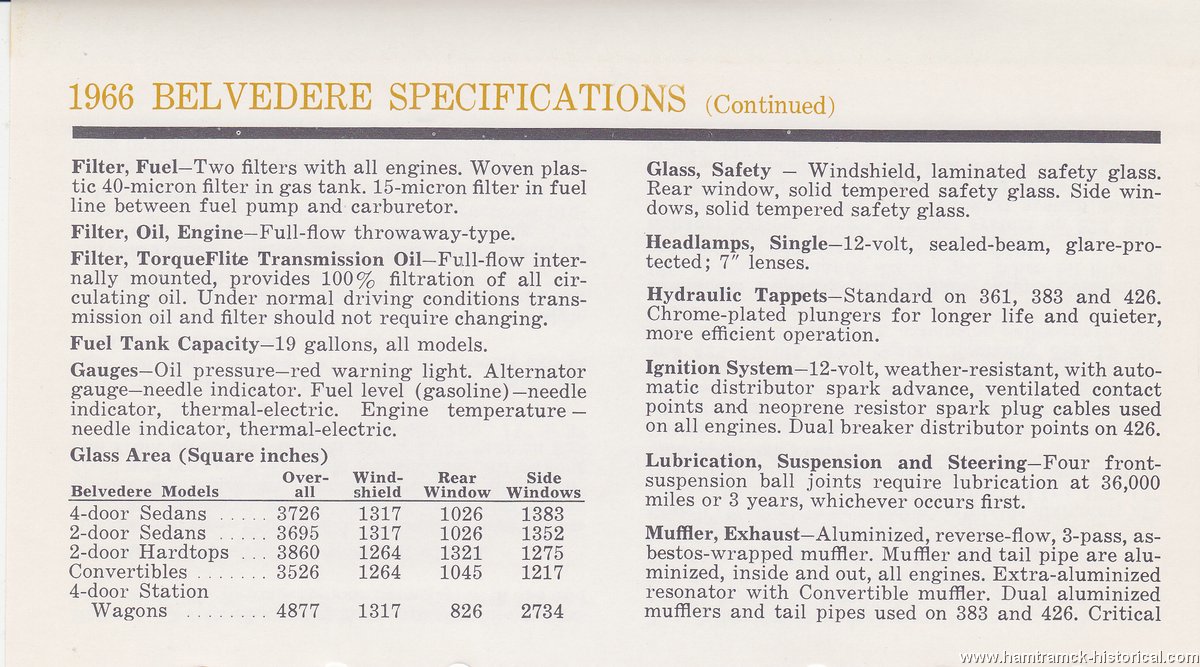 1966 BELVEDERE SPECIFICATIONS (Continued)
Filter, Fuel—Two filters with all engines. Woven plas-
tic 40-micron filter in gas tank. 15-micron filter in fuel
line between fuel pump and carburetor.
Filter, Oil, Engine—Full-flow throwaway-type.
Filter, TorqueFlite Transmission Oil—Full-flow inter-
nally mounted, provides 100% filtration of all cir-
culating oil. Under normal driving conditions trans-
mission oil and filter should not require changing.
Fuel Tank Capacity—19 gallons, all models.
Gauges—Oil pressure—red warning light. Alternator
gauge—needle indicator. Fuel level (gasoline)—needle
indicator, thermal-electric. Engine temperature—
needle indicator, thermal-electric.
Glass Area (Square inches)
Over- Wind- Rear Side
Belvedere Models all shield Window Windows
4-door Sedans ..... 3726 1317 1026 1383
2-door Sedans ..... 3695 1317 1026 1352
2-door Hardtops ... 3860 1264 1321 1275
Convertibles ....... 3526 1264 1045 1217
4-door Station
Wagons ........ 4877 1317 826 2734
Glass, Safety — Windshield, laminated safety glass.
Rear window, solid tempered safety glass. Side win-
dows, solid tempered safety glass.
Headlamps, Single—12-volt, sealed-beam, glare-pro-
tected; 7" lenses.
Hydraulic Tappets—Standard on 361, 383 and 426.
Chrome-plated plungers for longer life and quieter,
more efficient operation.
Ignition System—12-volt, weather-resistant, with auto-
matic distributor spark advance, ventilated contact
points and neoprene resistor spark plug cables used
on all engines. Dual breaker distributor points on 426.
Lubrication, Suspension and Steering—Four front-
suspension ball joints require lubrication at 36,000
miles or 3 years, whichever occurs first.
Muffler, Exhaust—Aluminized, reverse-flow, 3-pass, as-
bestos-wrapped muffler. Muffler and tail pipe are alu-
minized, inside and out, all engines. Extra-aluminized
resonator with Convertible muffler. Dual aluminized
mufflers and tail pipes used on 383 and 426. Critical
www.hamtramck-historical.com